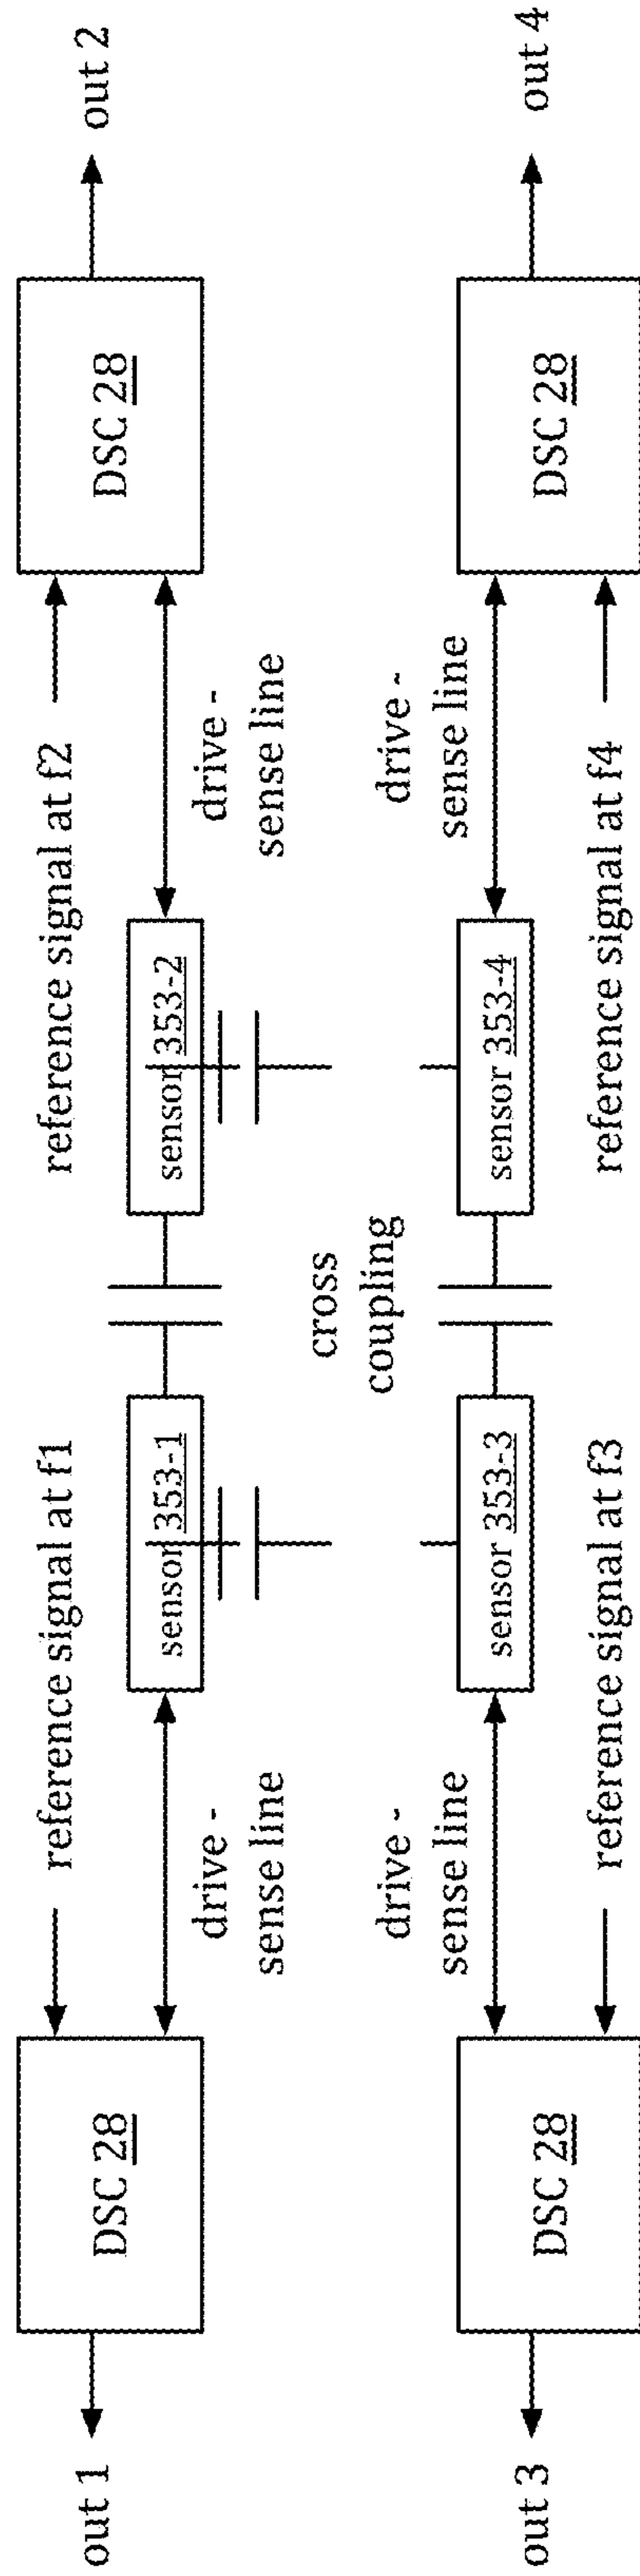 out 1
DSC 28
reference signal at f1
drive -
sense line
sensor 353-1
sensor 353-2
reference signal at f2
drive -
sense line
DSC 28
out 2
cross
coupling
out 3
DSC 28
drive -
sense line
reference signal at f3
sensor 353-3
sensor 353-4
drive -
sense line
reference signal at f4
DSC 28
out 4